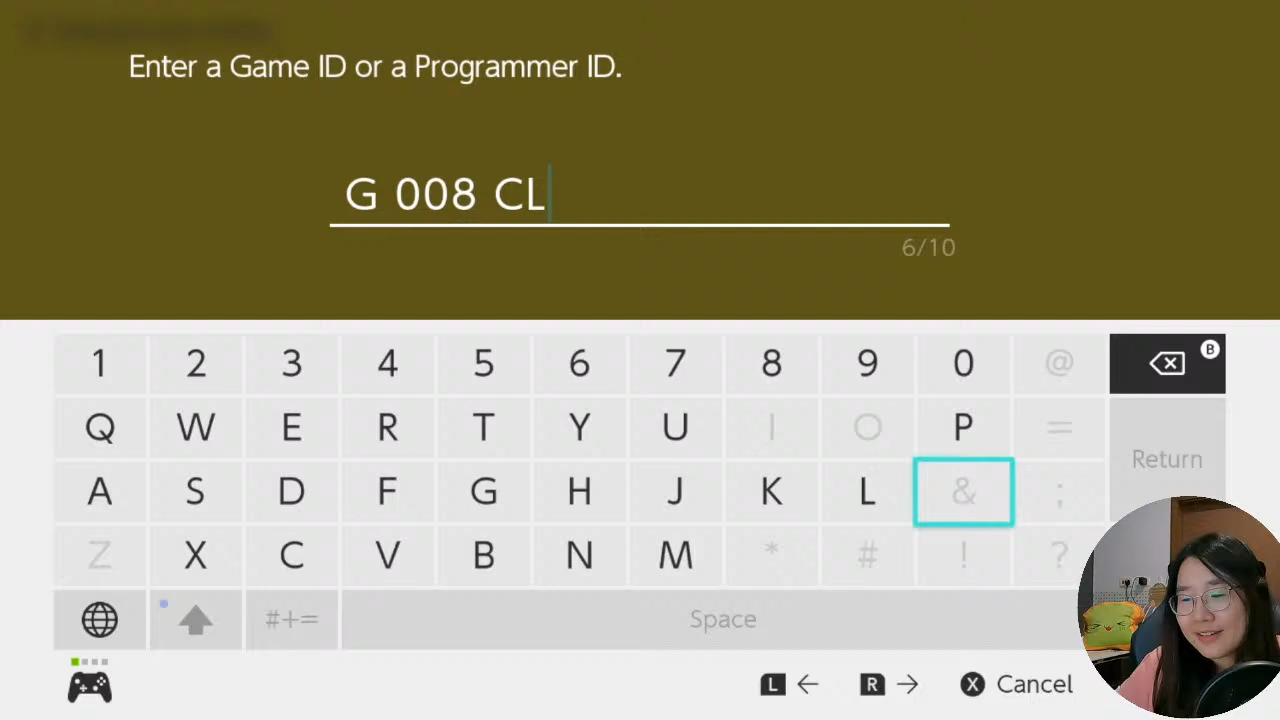 Enter a Game ID or a Programmer ID.
G 008 CL
6/10
1 2 3 4 5 6 7 8 9 0 @ B
Q W E R T Y U I O P =
Return
A S D F G H J K L & ;
Z X C V B N M * # ! ?
#+= Space
L ← R → X Cancel